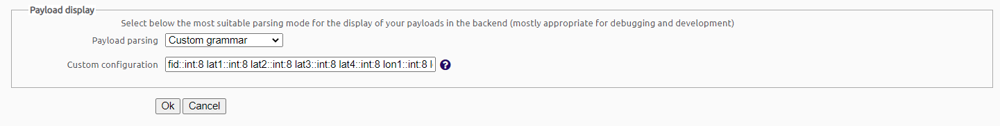 Payload display
Select below the most suitable parsing mode for the display of your payloads in the backend (mostly appropriate for debugging and development)
Payload parsing Custom grammar
Custom configuration fid::int:8 lat1::int:8 lat2::int:8 lat3::int:8 lat4::int:8 lon1::int:8 l ?
Ok Cancel